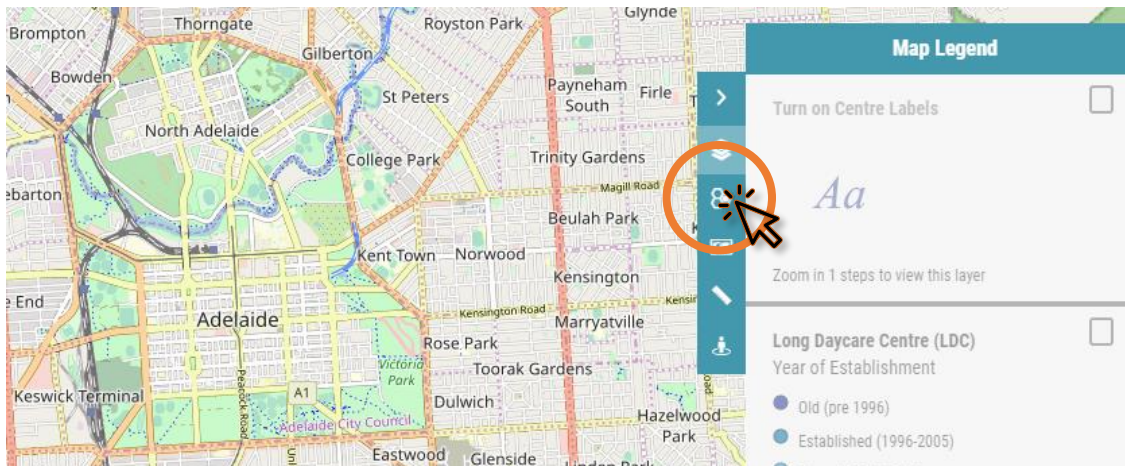 Brompton
Thorngate
Royston Park
Glynde
Gilberton
Bowden
St Peters
Payneham
South
Firle
North Adelaide
College Park
Trinity Gardens
Magill Road
Beulah Park
Kent Town
Norwood
Kensington
Kensington Road
Adelaide
Marryatville
Rose Park
Victoria
Park
Toorak Gardens
Keswick Terminal
A1
Peacock Road
Dulwich
Adelaide City Council
Hazelwood
Park
Eastwood
Glenside
Map Legend
Turn on Centre Labels
Aa
Zoom in 1 steps to view this layer
Long Daycare Centre (LDC)
Year of Establishment
Old (pre 1996)
Established (1996-2005)